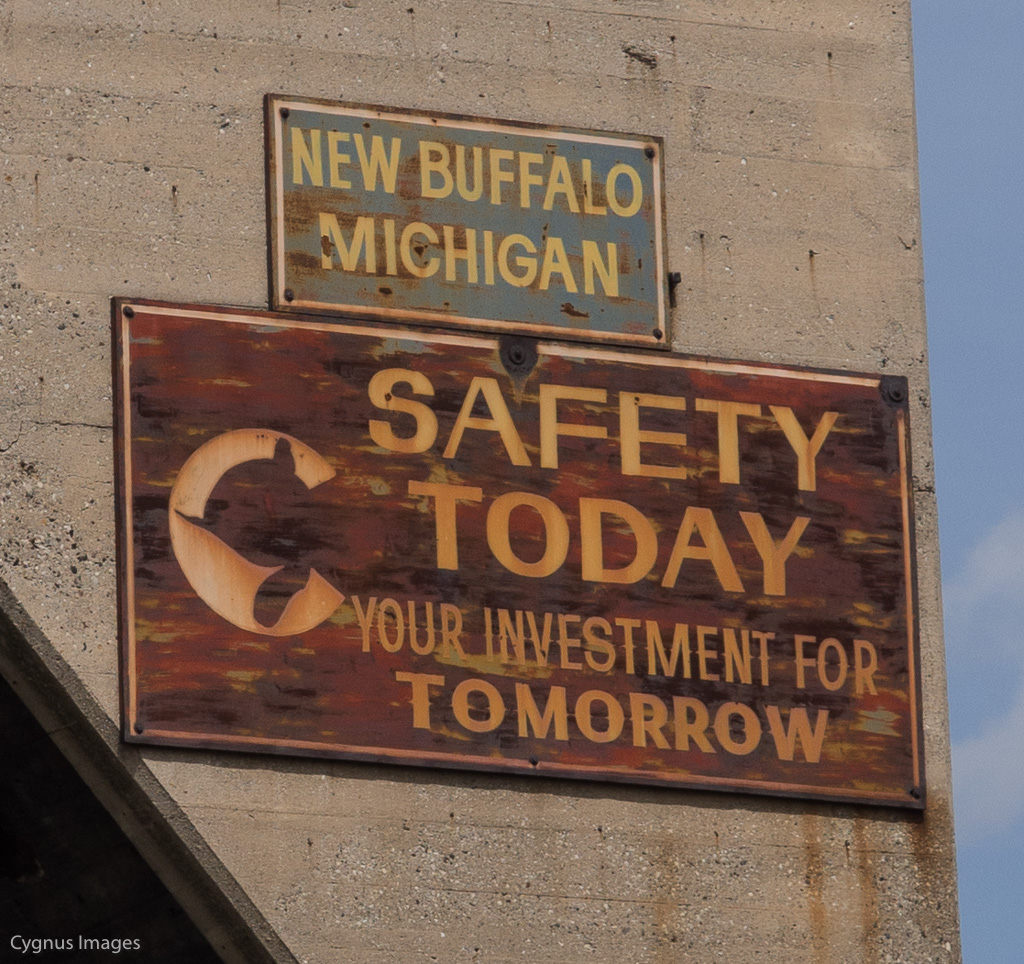 NEW BUFFALO
MICHIGAN
SAFETY
TODAY
YOUR INVESTMENT FOR
TOMORROW
Cygnus Images